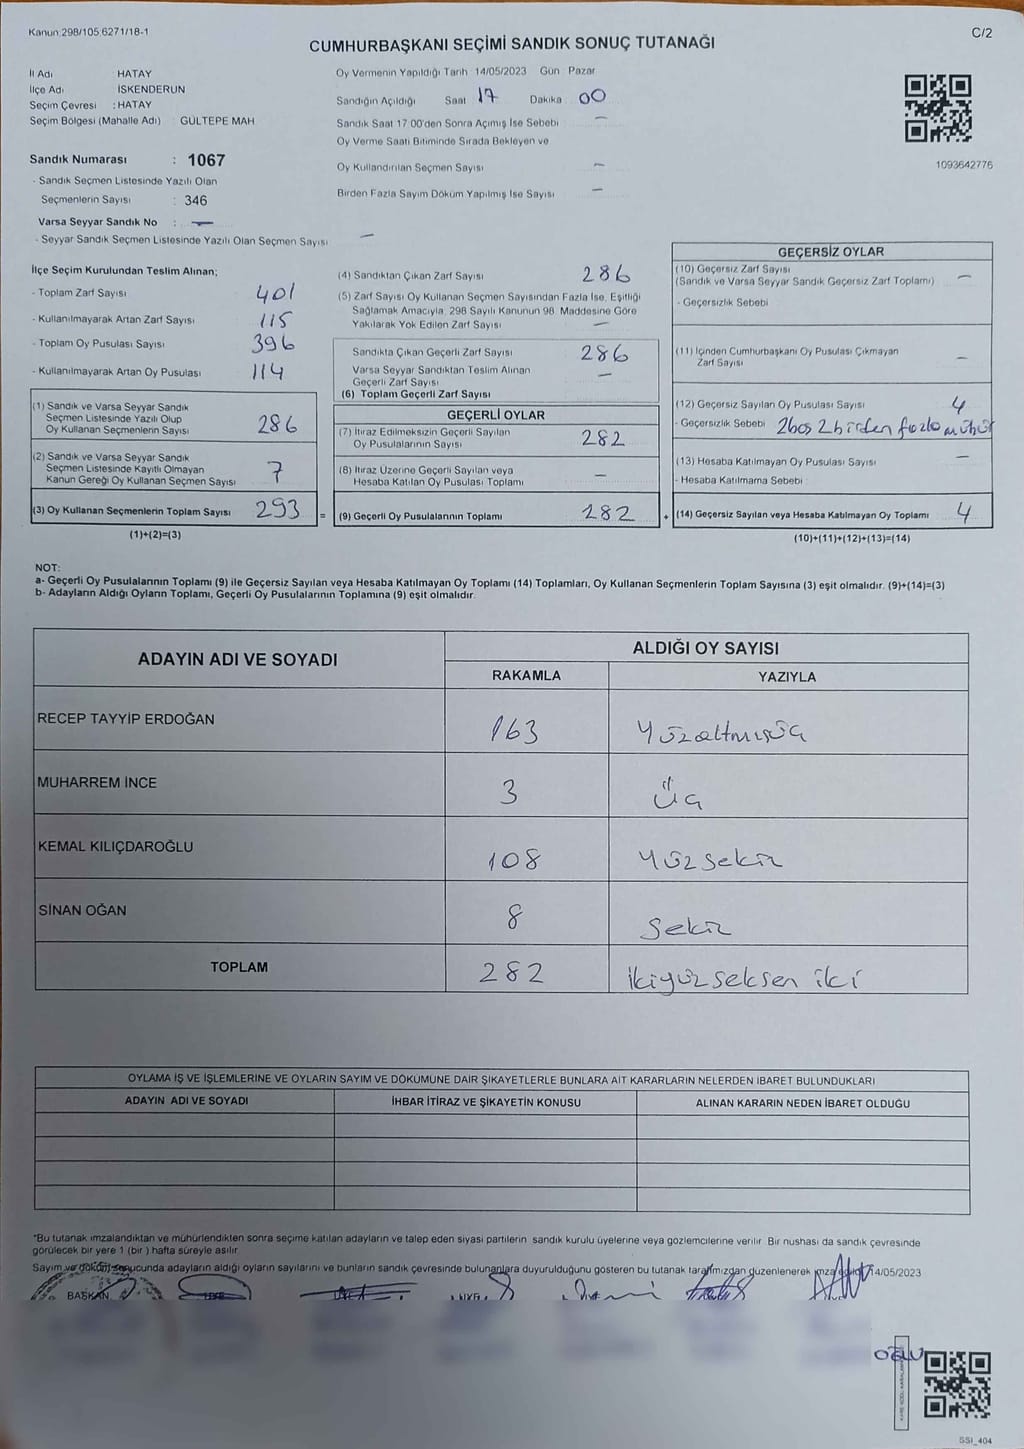 Kanun 298/105 6271/18-1
C/2
CUMHURBAŞKANI SEÇİMİ SANDIK SONUÇ TUTANAĞI
İl Adı HATAY
İlçe Adı İSKENDERUN
Seçim Çevresi : HATAY
Seçim Bölgesi (Mahalle Adı) GÜLTEPE MAH
Sandık Numarası : 1067
- Sandık Seçmen Listesinde Yazılı Olan
Seçmenlerin Sayısı : 346
Varsa Seyyar Sandık No : —
- Seyyar Sandık Seçmen Listesinde Yazılı Olan Seçmen Sayısı —
Oy Vermenin Yapıldığı Tarih 14/05/2023 Gün Pazar
Sandığın Açıldığı Saat 17 Dakika 00
Sandık Saat 17:00'den Sonra Açımış İse Sebebi —
Oy Verme Saati Bitiminde Sırada Bekleyen ve
Oy Kullandırılan Seçmen Sayısı —
Birden Fazla Sayım Döküm Yapılmış İse Sayısı —
1093642776
İlçe Seçim Kurulundan Teslim Alınan;
- Toplam Zarf Sayısı 401
- Kullanılmayarak Artan Zarf Sayısı 115
- Toplam Oy Pusulası Sayısı 396
- Kullanılmayarak Artan Oy Pusulası 114
(1) Sandık ve Varsa Seyyar Sandık
Seçmen Listesinde Yazılı Olup
Oy Kullanan Seçmenlerin Sayısı 286
(2) Sandık ve Varsa Seyyar Sandık
Seçmen Listesinde Kayıtlı Olmayan
Kanun Gereği Oy Kullanan Seçmen Sayısı 7
(3) Oy Kullanan Seçmenlerin Toplam Sayısı 293 =
(1)+(2)=(3)
(4) Sandıktan Çıkan Zarf Sayısı 286
(5) Zarf Sayısı Oy Kullanan Seçmen Sayısından Fazla İse, Eşitliği
Sağlamak Amacıyla, 298 Sayılı Kanunun 98. Maddesine Göre
Yakılarak Yok Edilen Zarf Sayısı —
Sandıkta Çıkan Geçerli Zarf Sayısı 286
Varsa Seyyar Sandıktan Teslim Alınan
Geçerli Zarf Sayısı —
(6) Toplam Geçerli Zarf Sayısı
GEÇERLİ OYLAR
(7) İtiraz Edilmeksizin Geçerli Sayılan
Oy Pusulalarının Sayısı 282
(8) İtiraz Üzerine Geçerli Sayılan veya
Hesaba Katılan Oy Pusulası Toplamı —
(9) Geçerli Oy Pusulalarının Toplamı 282 +
GEÇERSİZ OYLAR
(10) Geçersiz Zarf Sayısı
(Sandık ve Varsa Seyyar Sandık Geçersiz Zarf Toplamı) —
- Geçersizlik Sebebi
(11) İçinden Cumhurbaşkanı Oy Pusulası Çıkmayan
Zarf Sayısı —
(12) Geçersiz Sayılan Oy Pusulası Sayısı 4
- Geçersizlik Sebebi 2boş 2birden fazla mühür
(13) Hesaba Katılmayan Oy Pusulası Sayısı —
- Hesaba Katılmama Sebebi
(14) Geçersiz Sayılan veya Hesaba Katılmayan Oy Toplamı 4
(10)+(11)+(12)+(13)=(14)
NOT:
a- Geçerli Oy Pusulalarının Toplamı (9) ile Geçersiz Sayılan veya Hesaba Katılmayan Oy Toplamı (14) Toplamları, Oy Kullanan Seçmenlerin Toplam Sayısına (3) eşit olmalıdır. (9)+(14)=(3)
b- Adayların Aldığı Oyların Toplamı, Geçerli Oy Pusulalarının Toplamına (9) eşit olmalıdır.
ADAYIN ADI VE SOYADI
ALDIĞI OY SAYISI
RAKAMLA YAZIYLA
RECEP TAYYİP ERDOĞAN 163 Yüzaltmışüç
MUHARREM İNCE 3 Üç
KEMAL KILIÇDAROĞLU 108 Yüzsekiz
SİNAN OĞAN 8 Sekiz
TOPLAM 282 İkiyüz seksen iki
OYLAMA İŞ VE İŞLEMLERİNE VE OYLARIN SAYIM VE DÖKÜMÜNE DAİR ŞİKAYETLERLE BUNLARA AİT KARARLARIN NELERDEN İBARET BULUNDUKLARI
ADAYIN ADI VE SOYADI İHBAR İTİRAZ VE ŞİKAYETİN KONUSU ALINAN KARARIN NEDEN İBARET OLDUĞU
*Bu tutanak imzalandıktan ve mühürlendikten sonra seçime katılan adayların ve talep eden siyasi partilerin sandık kurulu üyelerine veya gözlemcilerine verilir. Bir nushası da sandık çevresinde
görülecek bir yere 1 (bir ) hafta süreyle asılır.
Sayım ve döküm sonucunda adayların aldığı oyların sayılarını ve bunların sandık çevresinde bulunanlara duyurulduğunu gösteren bu tutanak tarafımızdan düzenlenerek imza edildi 14/05/2023
BAŞKAN
OĞLU
SSI_404